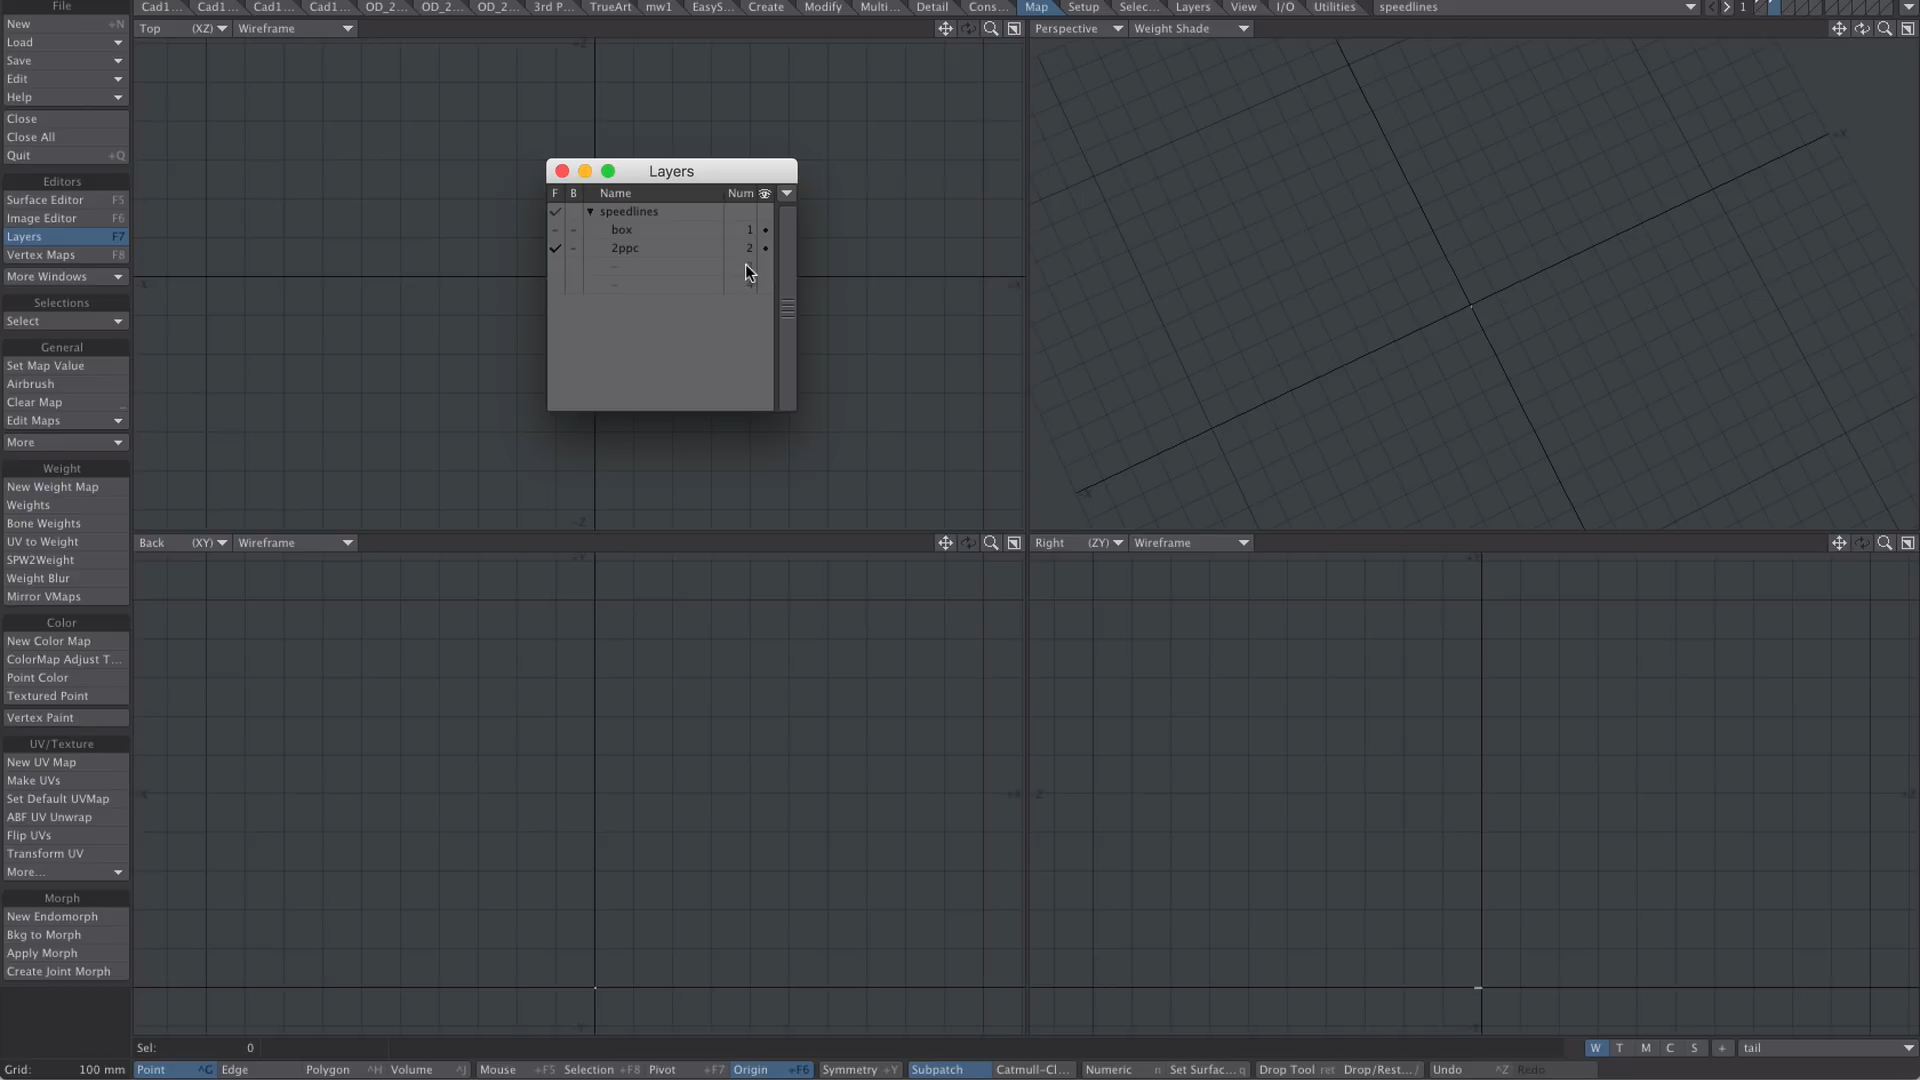 File Cad1... Cad1... Cad1... Cad1... OD_2... OD_2... OD_2... 3rd P... TrueArt mw1 EasyS... Create Modify Multi... Detail Cons... Map Setup Selec... Layers View I/O Utilities speedlines 1
New +N
Load
Save
Edit
Help
Close
Close All
Quit +Q
Editors
Surface Editor F5
Image Editor F6
Layers F7
Vertex Maps F8
More Windows
Selections
Select
General
Set Map Value
Airbrush
Clear Map _
Edit Maps
More
Weight
New Weight Map
Weights
Bone Weights
UV to Weight
SPW2Weight
Weight Blur
Mirror VMaps
Color
New Color Map
ColorMap Adjust T...
Point Color
Textured Point
Vertex Paint
UV/Texture
New UV Map
Make UVs
Set Default UVMap
ABF UV Unwrap
Flip UVs
Transform UV
More...
Morph
New Endomorph
Bkg to Morph
Apply Morph
Create Joint Morph
Top (XZ) Wireframe
Perspective Weight Shade
Layers
F B Name Num
speedlines
box 1
2ppc 2
Back (XY) Wireframe
Right (ZY) Wireframe
Sel: 0
W T M C S + tail
Grid: 100 mm Point ^G Edge Polygon ^H Volume ^J Mouse +F5 Selection +F8 Pivot +F7 Origin +F6 Symmetry +Y Subpatch Catmull-Cl... Numeric n Set Surfac... q Drop Tool ret Drop/Rest... / Undo ^Z Redo